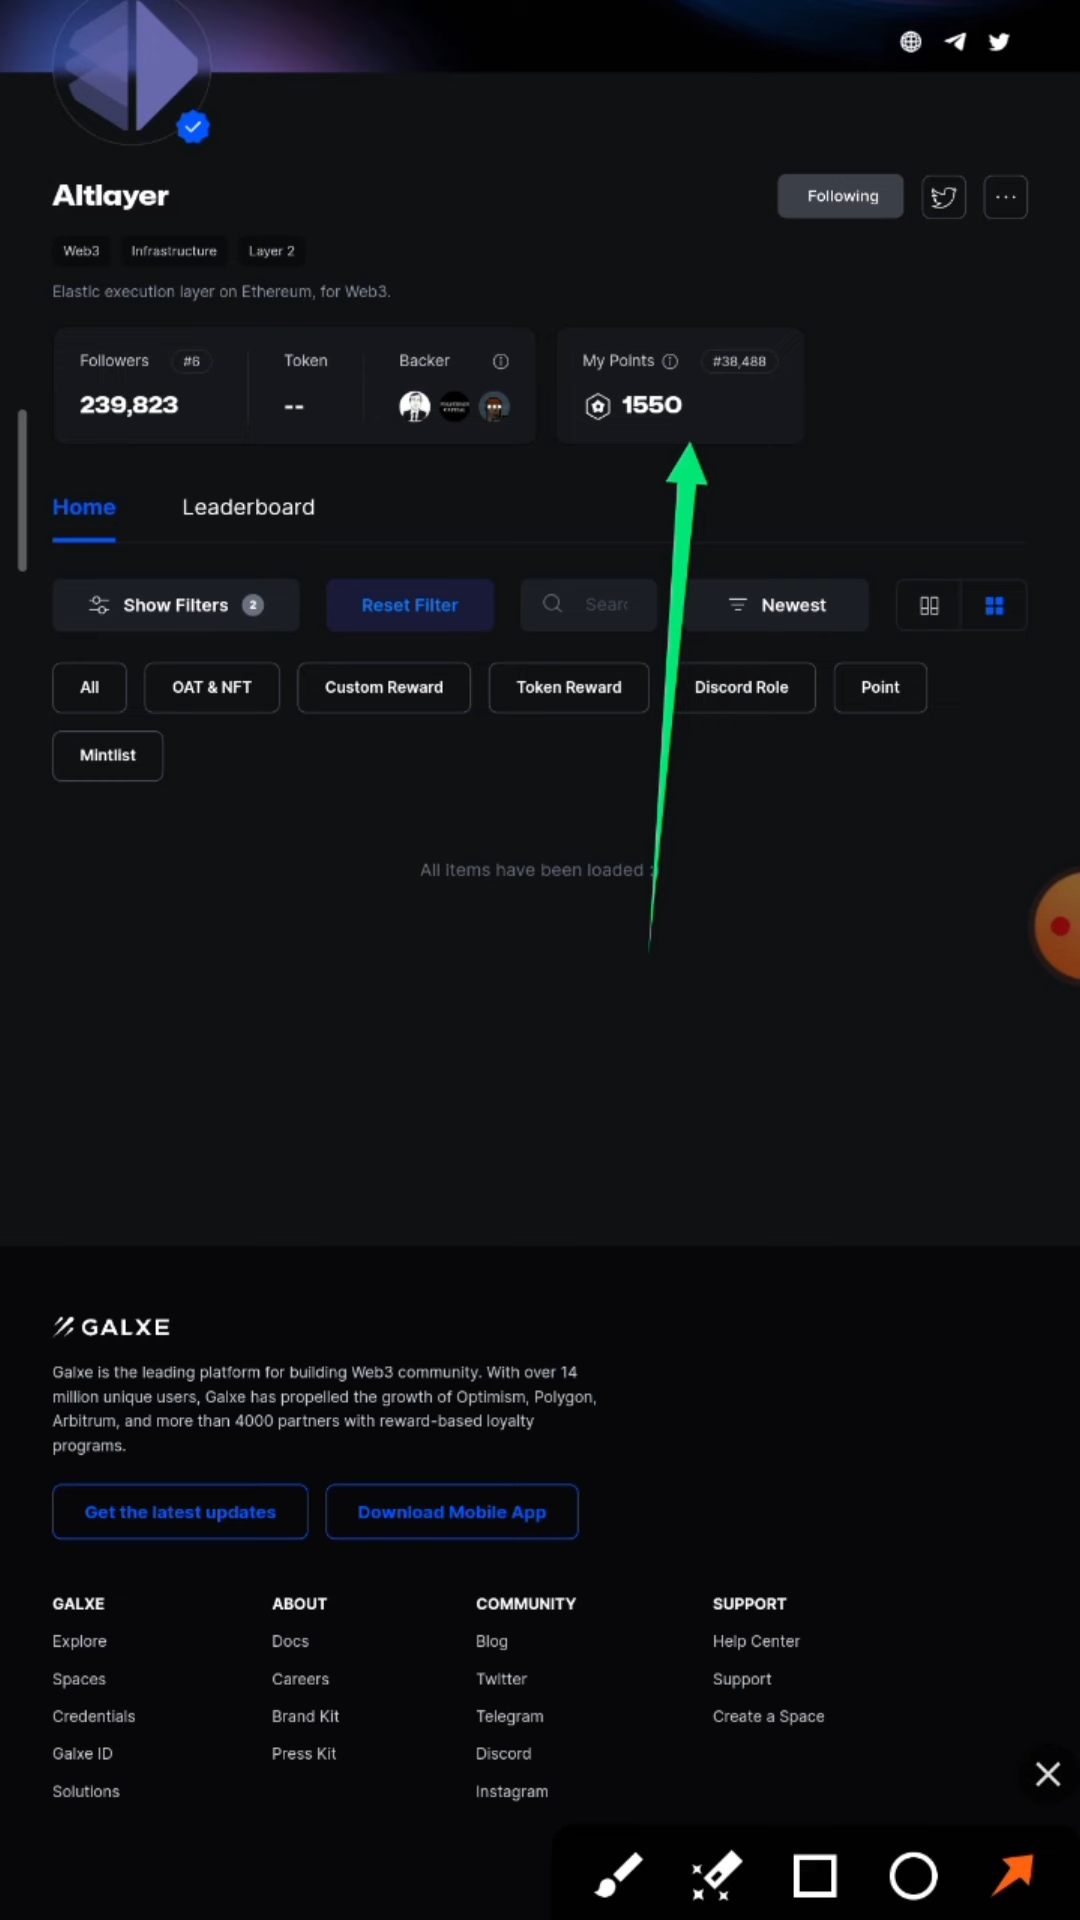 Altlayer
Following
Web3 Infrastructure Layer 2
Elastic execution layer on Ethereum, for Web3.
Followers #6 Token Backer My Points #38,488
239,823 -- 1550
Home Leaderboard
Show Filters 2 Reset Filter Searc Newest
All OAT & NFT Custom Reward Token Reward Discord Role Point
Mintlist
All items have been loaded :
GALXE
Galxe is the leading platform for building Web3 community. With over 14
million unique users, Galxe has propelled the growth of Optimism, Polygon,
Arbitrum, and more than 4000 partners with reward-based loyalty
programs.
Get the latest updates Download Mobile App
GALXE ABOUT COMMUNITY SUPPORT
Explore Docs Blog Help Center
Spaces Careers Twitter Support
Credentials Brand Kit Telegram Create a Space
Galxe ID Press Kit Discord
Solutions Instagram